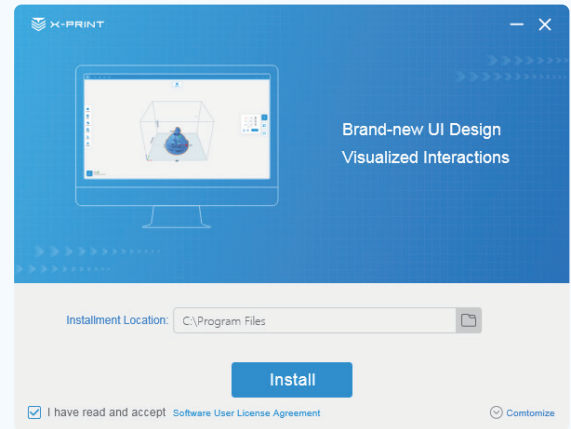 X-PRINT
Brand-new UI Design
Visualized Interactions
Installment Location: C:\Program Files
Install
I have read and accept Software User License Agreement
Comtomize